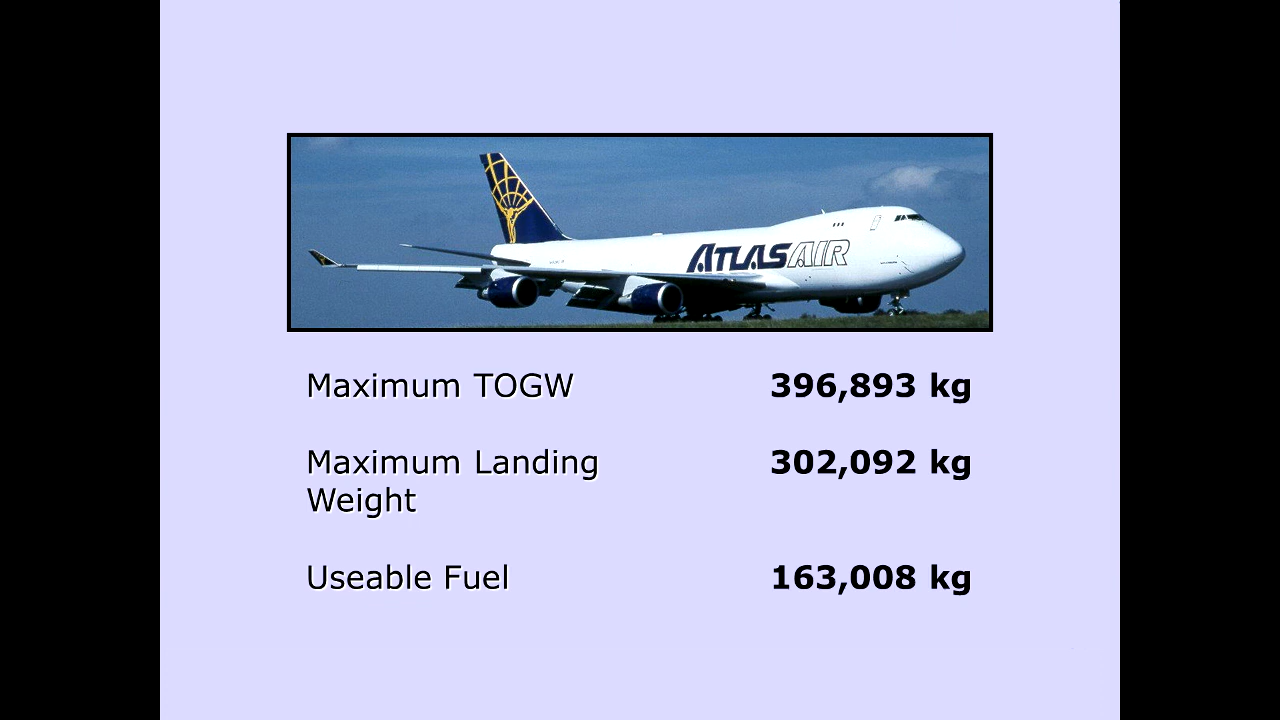 ATLAS AIR
Maximum TOGW 396,893 kg
Maximum Landing 302,092 kg
Weight
Useable Fuel 163,008 kg